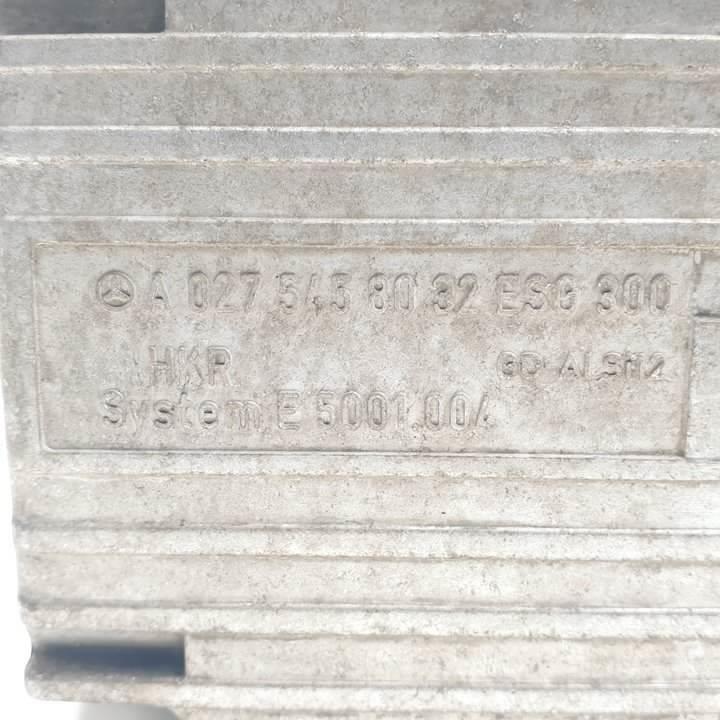 A 027 545 80 32 ESG 300
HKR GD-ALSI12
System E 5001.004